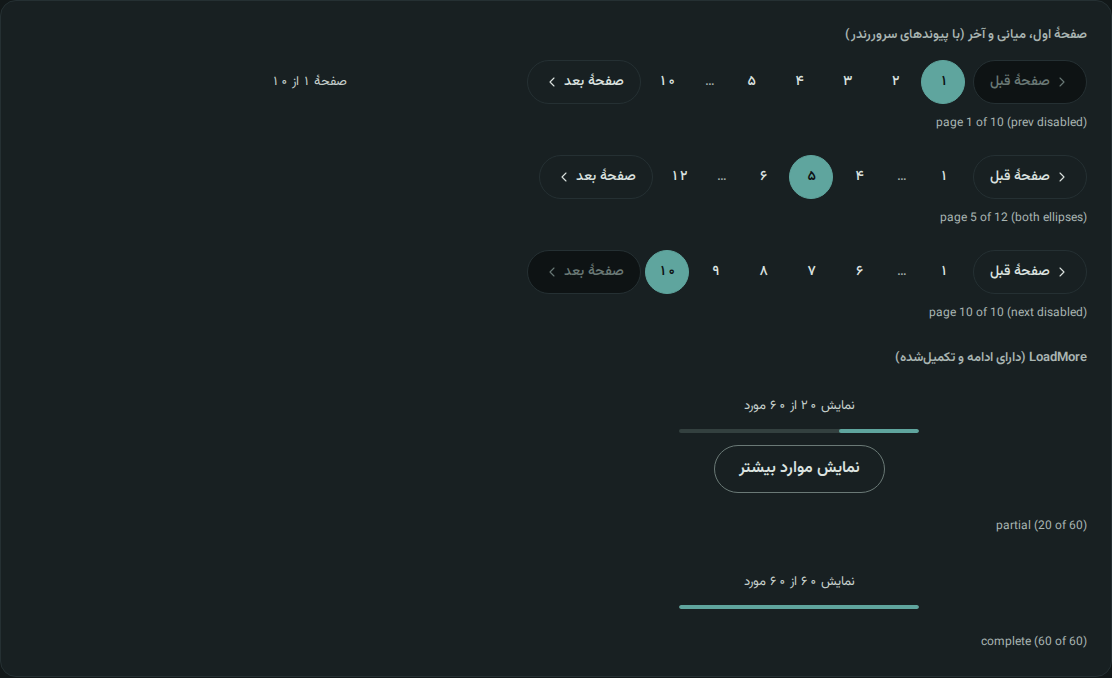 صفحهٔ اول، میانی و آخر (با پیوندهای سروررندر)
صفحهٔ قبل ۱ ۲ ۳ ۴ ۵ … ۱۰ صفحهٔ بعد صفحهٔ ۱ از ۱۰
page 1 of 10 (prev disabled)
صفحهٔ قبل ۱ … ۴ ۵ ۶ … ۱۲ صفحهٔ بعد
page 5 of 12 (both ellipses)
صفحهٔ قبل ۱ … ۶ ۷ ۸ ۹ ۱۰ صفحهٔ بعد
page 10 of 10 (next disabled)
LoadMore (دارای ادامه و تکمیل‌شده)
نمایش ۲۰ از ۶۰ مورد
نمایش موارد بیشتر
partial (20 of 60)
نمایش ۶۰ از ۶۰ مورد
complete (60 of 60)